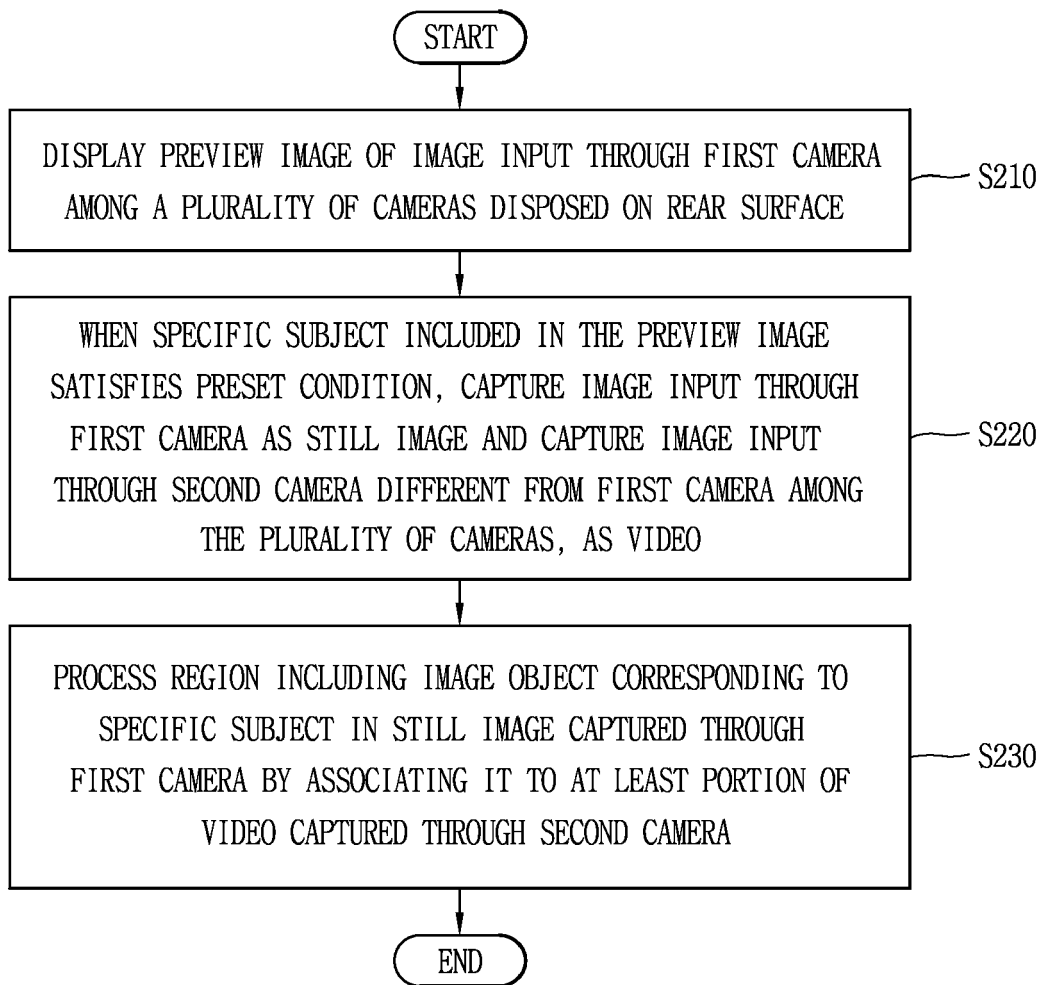 START
DISPLAY PREVIEW IMAGE OF IMAGE INPUT THROUGH FIRST CAMERA
AMONG A PLURALITY OF CAMERAS DISPOSED ON REAR SURFACE
S210
WHEN SPECIFIC SUBJECT INCLUDED IN THE PREVIEW IMAGE
SATISFIES PRESET CONDITION, CAPTURE IMAGE INPUT THROUGH
FIRST CAMERA AS STILL IMAGE AND CAPTURE IMAGE INPUT
THROUGH SECOND CAMERA DIFFERENT FROM FIRST CAMERA AMONG
THE PLURALITY OF CAMERAS, AS VIDEO
S220
PROCESS REGION INCLUDING IMAGE OBJECT CORRESPONDING TO
SPECIFIC SUBJECT IN STILL IMAGE CAPTURED THROUGH
FIRST CAMERA BY ASSOCIATING IT TO AT LEAST PORTION OF
VIDEO CAPTURED THROUGH SECOND CAMERA
S230
END